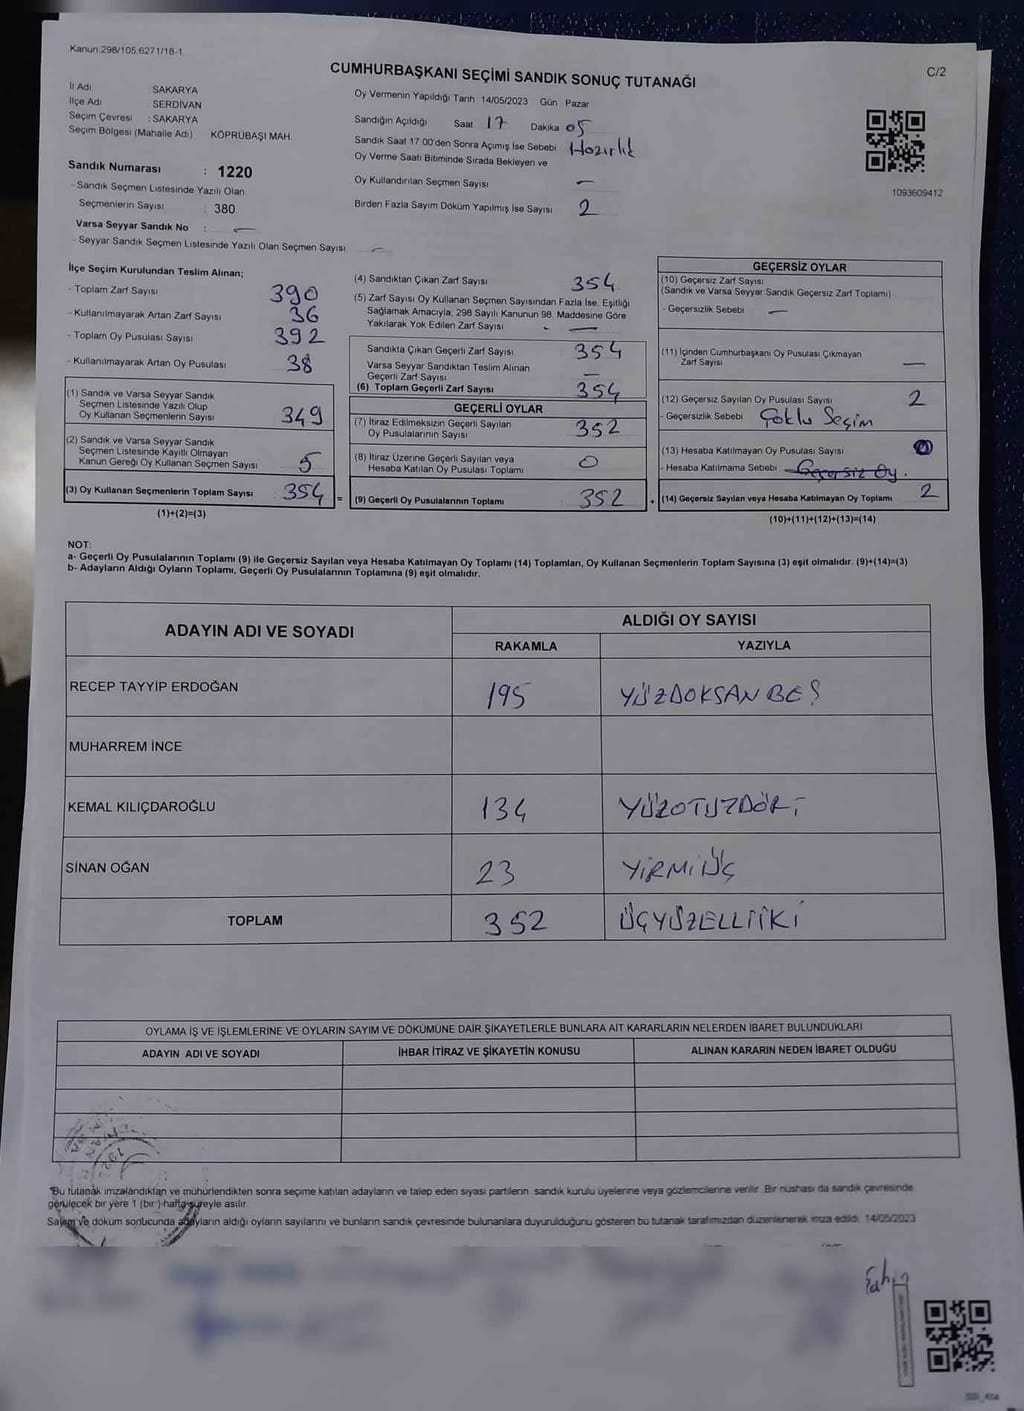 Kanun:298/105,6271/18-1
CUMHURBAŞKANI SEÇİMİ SANDIK SONUÇ TUTANAĞI
C/2
İl Adı SAKARYA
İlçe Adı SERDİVAN
Seçim Çevresi : SAKARYA
Seçim Bölgesi (Mahalle Adı) KÖPRÜBAŞI MAH.
Oy Vermenin Yapıldığı Tarih 14/05/2023 Gün Pazar
Sandığın Açıldığı Saat 17 Dakika 05
Sandık Saat 17:00'den Sonra Açımış İse Sebebi Hazırlık
Oy Verme Saati Bitiminde Sırada Bekleyen ve
Oy Kullandırılan Seçmen Sayısı —
Birden Fazla Sayım Döküm Yapılmış İse Sayısı 2
1093609412
Sandık Numarası : 1220
- Sandık Seçmen Listesinde Yazılı Olan
Seçmenlerin Sayısı : 380
Varsa Seyyar Sandık No : —
- Seyyar Sandık Seçmen Listesinde Yazılı Olan Seçmen Sayısı —
İlçe Seçim Kurulundan Teslim Alınan;
- Toplam Zarf Sayısı 390
- Kullanılmayarak Artan Zarf Sayısı 36
- Toplam Oy Pusulası Sayısı 392
- Kullanılmayarak Artan Oy Pusulası 38
(1) Sandık ve Varsa Seyyar Sandık
Seçmen Listesinde Yazılı Olup
Oy Kullanan Seçmenlerin Sayısı 349
(2) Sandık ve Varsa Seyyar Sandık
Seçmen Listesinde Kayıtlı Olmayan
Kanun Gereği Oy Kullanan Seçmen Sayısı 5
(3) Oy Kullanan Seçmenlerin Toplam Sayısı 354 =
(1)+(2)=(3)
(4) Sandıktan Çıkan Zarf Sayısı 354
(5) Zarf Sayısı Oy Kullanan Seçmen Sayısından Fazla İse, Eşitliği
Sağlamak Amacıyla, 298 Sayılı Kanunun 98. Maddesine Göre
Yakılarak Yok Edilen Zarf Sayısı —
Sandıkta Çıkan Geçerli Zarf Sayısı 354
Varsa Seyyar Sandıktan Teslim Alınan
Geçerli Zarf Sayısı —
(6) Toplam Geçerli Zarf Sayısı 354
GEÇERLİ OYLAR
(7) İtiraz Edilmeksizin Geçerli Sayılan
Oy Pusulalarının Sayısı 352
(8) İtiraz Üzerine Geçerli Sayılan veya
Hesaba Katılan Oy Pusulası Toplamı 0
(9) Geçerli Oy Pusulalarının Toplamı : 352 +
GEÇERSİZ OYLAR
(10) Geçersiz Zarf Sayısı
(Sandık ve Varsa Seyyar Sandık Geçersiz Zarf Toplamı)
- Geçersizlik Sebebi —
(11) İçinden Cumhurbaşkanı Oy Pusulası Çıkmayan
Zarf Sayısı —
(12) Geçersiz Sayılan Oy Pusulası Sayısı 2
- Geçersizlik Sebebi Çoklu Seçim
(13) Hesaba Katılmayan Oy Pusulası Sayısı
- Hesaba Katılmama Sebebi Geçersiz Oy.
(14) Geçersiz Sayılan veya Hesaba Katılmayan Oy Toplamı 2
(10)+(11)+(12)+(13)=(14)
NOT:
a- Geçerli Oy Pusulalarının Toplamı (9) ile Geçersiz Sayılan veya Hesaba Katılmayan Oy Toplamı (14) Toplamları, Oy Kullanan Seçmenlerin Toplam Sayısına (3) eşit olmalıdır. (9)+(14)=(3)
b- Adayların Aldığı Oyların Toplamı, Geçerli Oy Pusulalarının Toplamına (9) eşit olmalıdır.
ADAYIN ADI VE SOYADI
ALDIĞI OY SAYISI
RAKAMLA YAZIYLA
RECEP TAYYİP ERDOĞAN 195 YÜZDOKSANBEŞ
MUHARREM İNCE
KEMAL KILIÇDAROĞLU 134 YÜZOTUZDÖRT
SİNAN OĞAN 23 YİRMİÜÇ
TOPLAM 352 ÜÇYÜZELLİİKİ
OYLAMA İŞ VE İŞLEMLERİNE VE OYLARIN SAYIM VE DÖKÜMÜNE DAİR ŞİKAYETLERLE BUNLARA AİT KARARLARIN NELERDEN İBARET BULUNDUKLARI
ADAYIN ADI VE SOYADI İHBAR İTİRAZ VE ŞİKAYETİN KONUSU ALINAN KARARIN NEDEN İBARET OLDUĞU
"Bu tutanak imzalandıktan ve mühürlendikten sonra seçime katılan adayların ve talep eden siyasi partilerin sandık kurulu üyelerine veya gözlemcilerine verilir. Bir nüshası da sandık çevresinde
görülecek bir yere 1 (bir) hafta süreyle asılır.
Sayım ve döküm sonucunda adayların aldığı oyların sayılarını ve bunların sandık çevresinde bulunanlara duyurulduğunu gösteren bu tutanak tarafımızdan düzenlenerek imza edildi. 14/05/2023